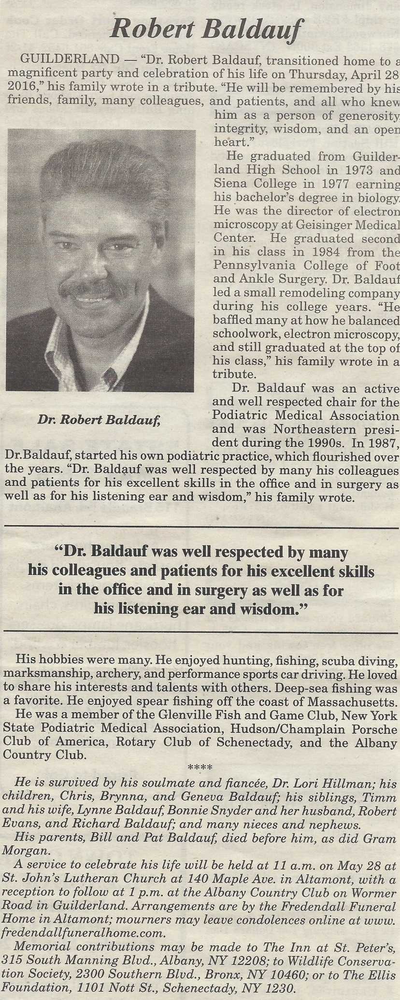 Robert Baldauf
GUILDERLAND — “Dr. Robert Baldauf, transitioned home to a
magnificent party and celebration of his life on Thursday, April 28
2016,” his family wrote in a tribute. “He will be remembered by his
friends, family, many colleagues, and patients, and all who knew
him as a person of generosity,
integrity, wisdom, and an open
heart.”
He graduated from Guilder-
land High School in 1973 and
Siena College in 1977 earning
his bachelor’s degree in biology.
He was the director of electron
microscopy at Geisinger Medical
Center. He graduated second
in his class in 1984 from the
Pennsylvania College of Foot
and Ankle Surgery. Dr. Baldauf
led a small remodeling company
during his college years. “He
baffled many at how he balanced
schoolwork, electron microscopy,
and still graduated at the top of
his class,” his family wrote in a
tribute.
Dr. Baldauf was an active
and well respected chair for the
Podiatric Medical Association
and was Northeastern presi-
dent during the 1990s. In 1987,
Dr. Robert Baldauf,
Dr.Baldauf, started his own podiatric practice, which flourished over
the years. “Dr. Baldauf was well respected by many his colleagues
and patients for his excellent skills in the office and in surgery as
well as for his listening ear and wisdom,” his family wrote.
“Dr. Baldauf was well respected by many
his colleagues and patients for his excellent skills
in the office and in surgery as well as for
his listening ear and wisdom.”
His hobbies were many. He enjoyed hunting, fishing, scuba diving,
marksmanship, archery, and performance sports car driving. He loved
to share his interests and talents with others. Deep-sea fishing was
a favorite. He enjoyed spear fishing off the coast of Massachusetts.
He was a member of the Glenville Fish and Game Club, New York
State Podiatric Medical Association, Hudson/Champlain Porsche
Club of America, Rotary Club of Schenectady, and the Albany
Country Club.
****
He is survived by his soulmate and fiancée, Dr. Lori Hillman; his
children, Chris, Brynna, and Geneva Baldauf; his siblings, Timm
and his wife, Lynne Baldauf, Bonnie Snyder and her husband, Robert
Evans, and Richard Baldauf; and many nieces and nephews.
His parents, Bill and Pat Baldauf, died before him, as did Gram
Morgan.
A service to celebrate his life will be held at 11 a.m. on May 28 at
St. John’s Lutheran Church at 140 Maple Ave. in Altamont, with a
reception to follow at 1 p.m. at the Albany Country Club on Wormer
Road in Guilderland. Arrangements are by the Fredendall Funeral
Home in Altamont; mourners may leave condolences online at www.
fredendallfuneralhome.com.
Memorial contributions may be made to The Inn at St. Peter’s,
315 South Manning Blvd., Albany, NY 12208; to Wildlife Conserva-
tion Society, 2300 Southern Blvd., Bronx, NY 10460; or to The Ellis
Foundation, 1101 Nott St., Schenectady, NY 1230.